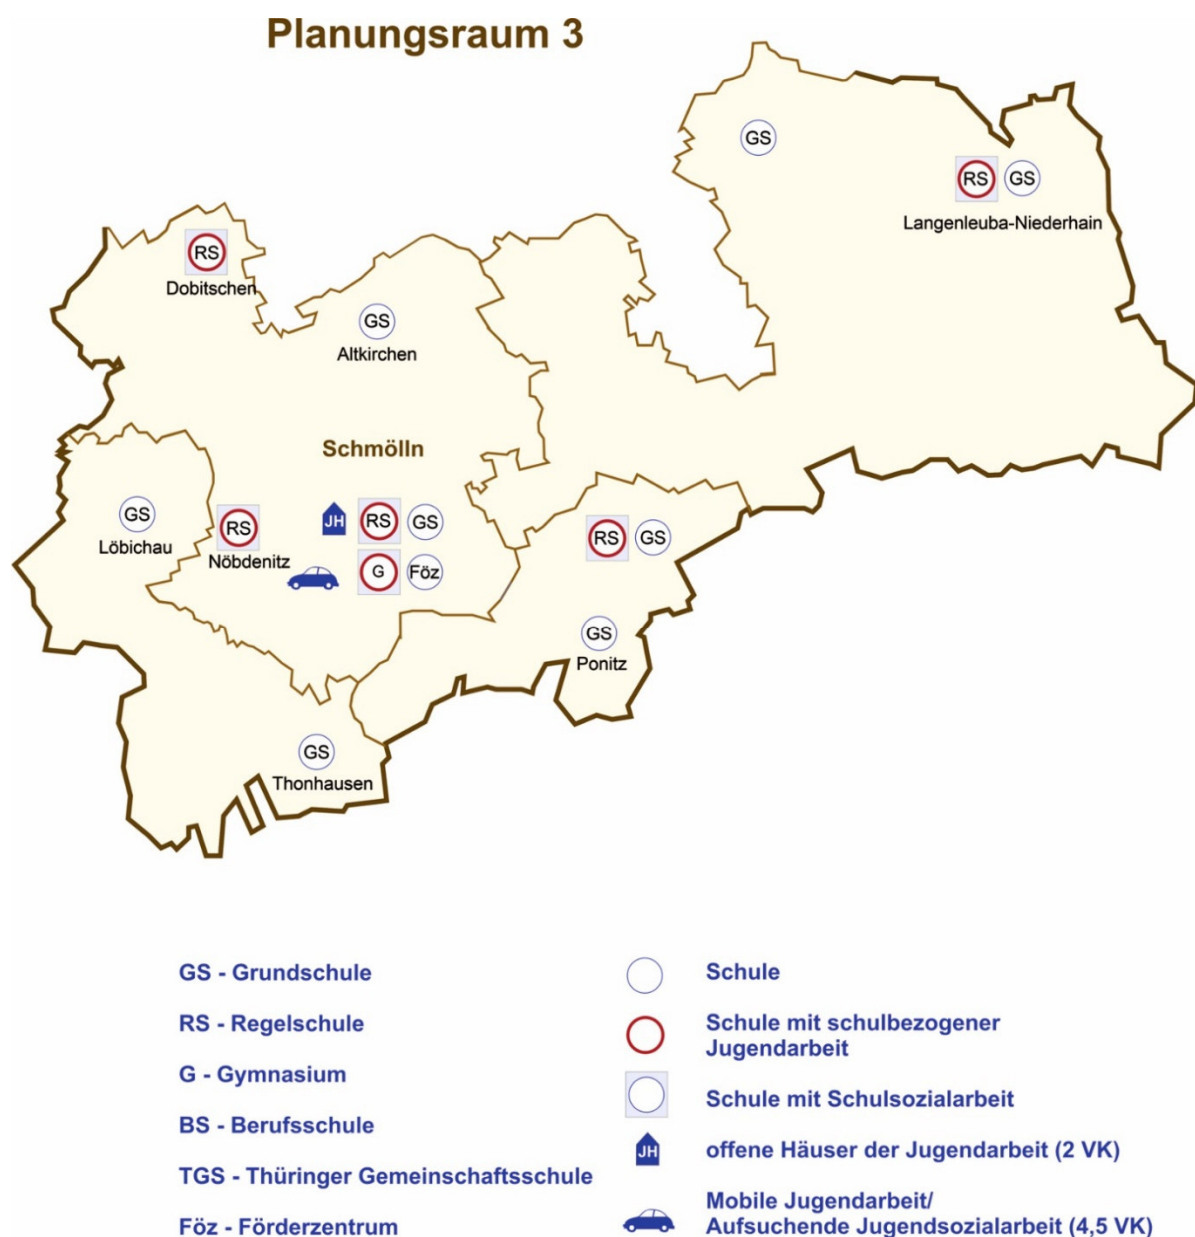 Planungsraum 3
GS
RS GS
Langenleuba-Niederhain
RS
Dobitschen
GS
Altkirchen
Schmölln
GS
Löbichau
RS
Nöbdenitz
JH RS GS
G Föz
RS GS
GS
Ponitz
GS
Thonhausen
GS - Grundschule
RS - Regelschule
G - Gymnasium
BS - Berufsschule
TGS - Thüringer Gemeinschaftsschule
Föz - Förderzentrum
Schule
Schule mit schulbezogener
Jugendarbeit
Schule mit Schulsozialarbeit
JH offene Häuser der Jugendarbeit (2 VK)
Mobile Jugendarbeit/
Aufsuchende Jugendsozialarbeit (4,5 VK)